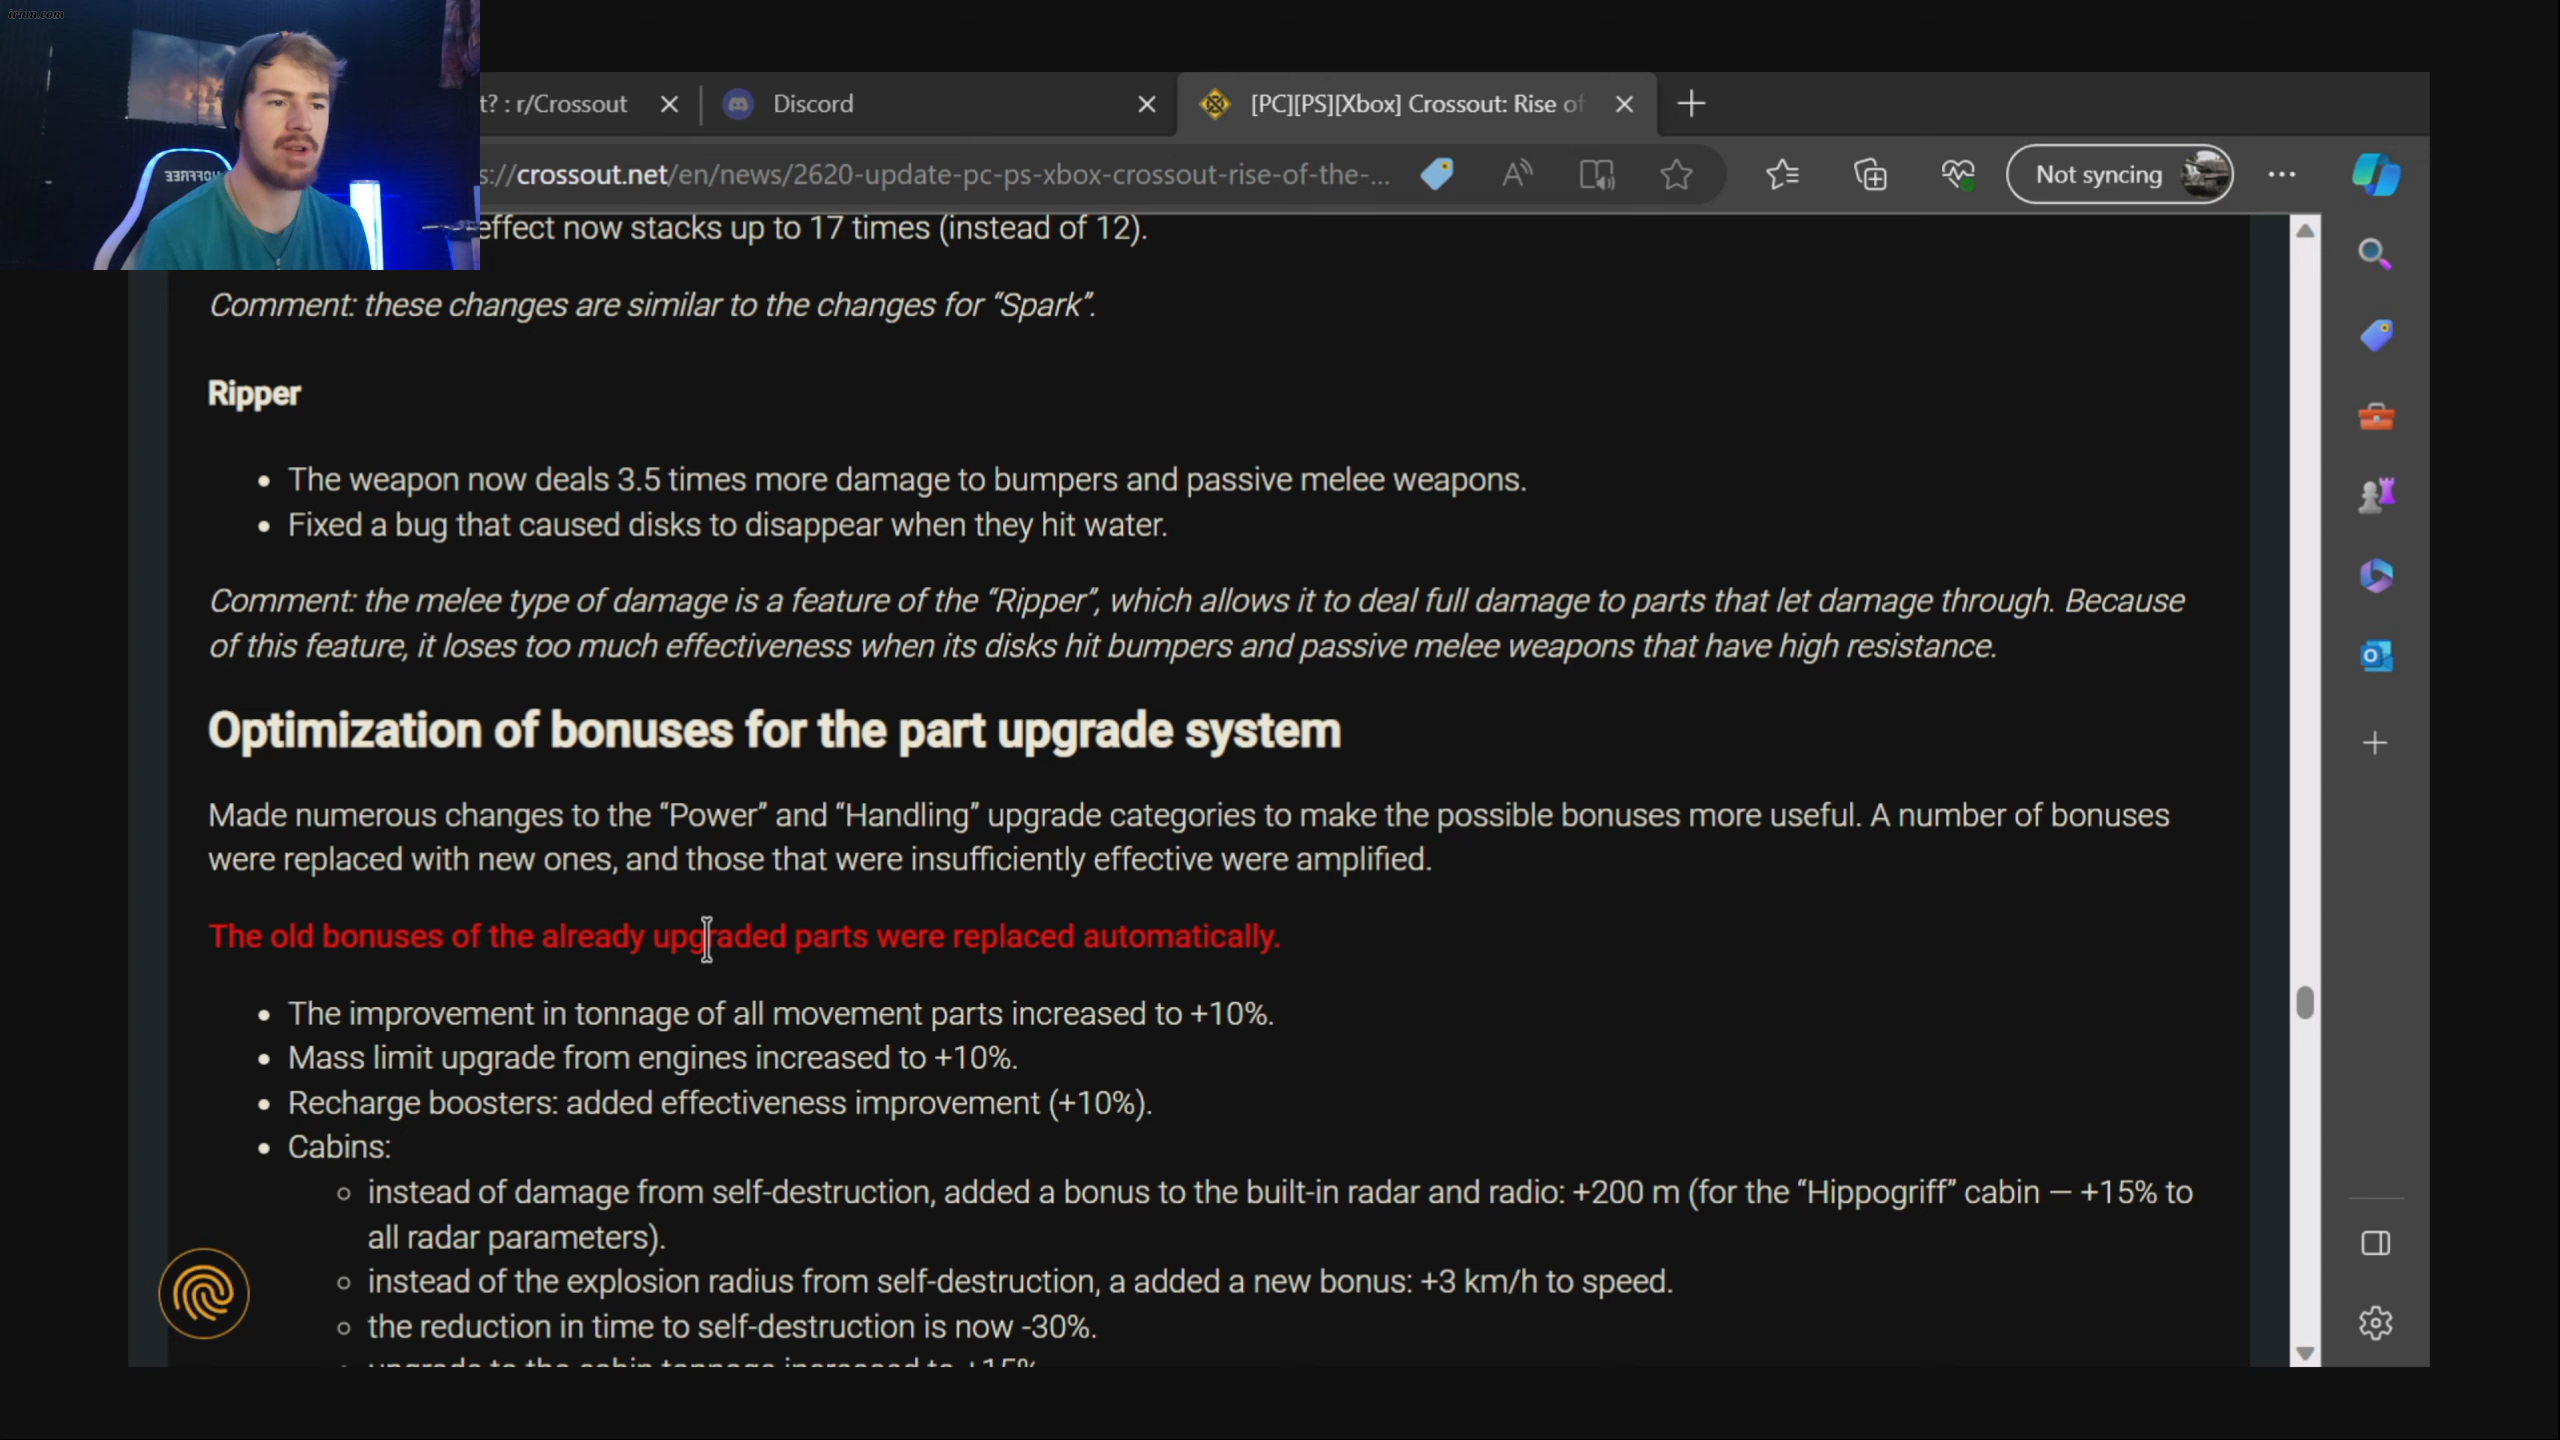 irinn.com
t? : r/Crossout
Discord
[PC][PS][Xbox] Crossout: Rise of
s://crossout.net/en/news/2620-update-pc-ps-xbox-crossout-rise-of-the-...
Not syncing
effect now stacks up to 17 times (instead of 12).
Comment: these changes are similar to the changes for “Spark”.
Ripper
• The weapon now deals 3.5 times more damage to bumpers and passive melee weapons.
• Fixed a bug that caused disks to disappear when they hit water.
Comment: the melee type of damage is a feature of the “Ripper”, which allows it to deal full damage to parts that let damage through. Because
of this feature, it loses too much effectiveness when its disks hit bumpers and passive melee weapons that have high resistance.
Optimization of bonuses for the part upgrade system
Made numerous changes to the “Power” and “Handling” upgrade categories to make the possible bonuses more useful. A number of bonuses
were replaced with new ones, and those that were insufficiently effective were amplified.
The old bonuses of the already upgraded parts were replaced automatically.
• The improvement in tonnage of all movement parts increased to +10%.
• Mass limit upgrade from engines increased to +10%.
• Recharge boosters: added effectiveness improvement (+10%).
• Cabins:
instead of damage from self-destruction, added a bonus to the built-in radar and radio: +200 m (for the “Hippogriff” cabin — +15% to
all radar parameters).
instead of the explosion radius from self-destruction, a added a new bonus: +3 km/h to speed.
the reduction in time to self-destruction is now -30%.
upgrade to the cabin tonnage increased to +15%